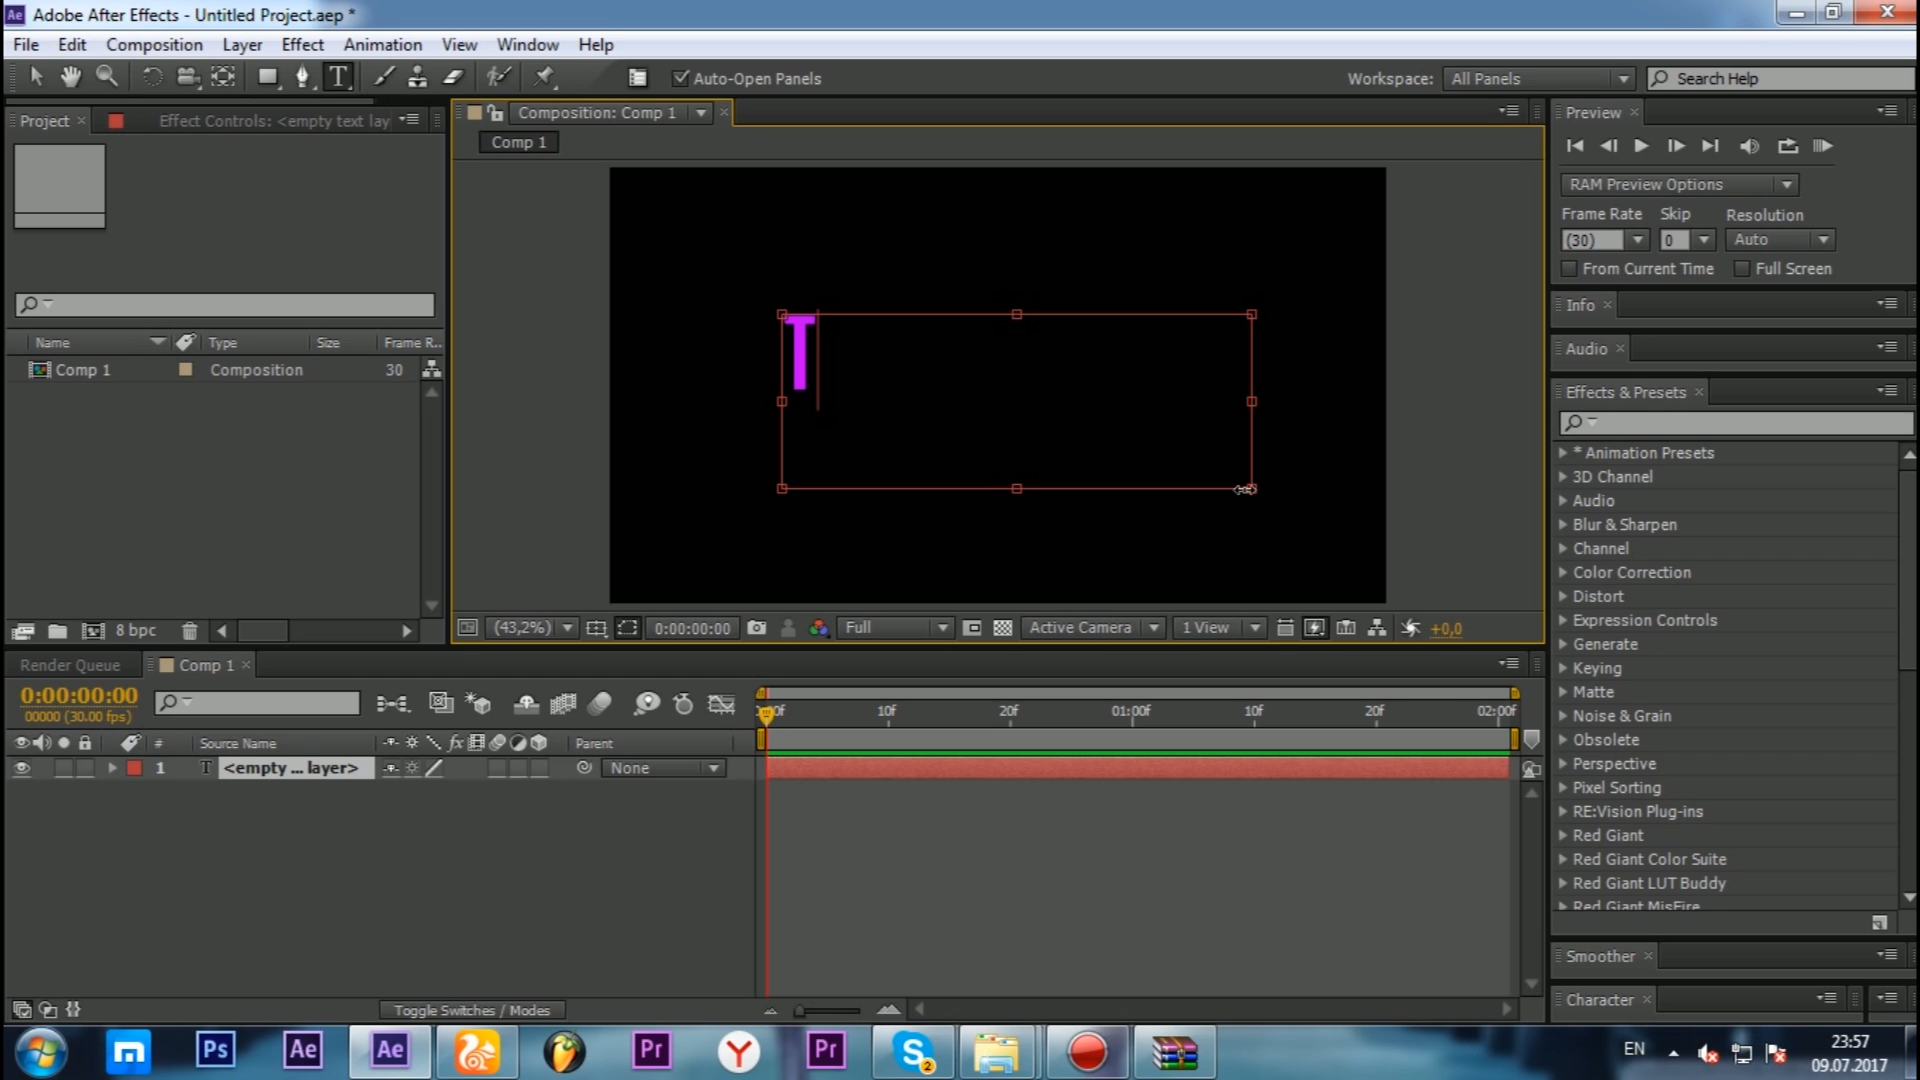 Ae Adobe After Effects - Untitled Project.aep *
File Edit Composition Layer Effect Animation View Window Help
T Auto-Open Panels Workspace: All Panels Search Help
Project × Effect Controls: <empty text lay
Composition: Comp 1 ×
Comp 1
Preview ×
RAM Preview Options
Frame Rate Skip Resolution
(30) 0 Auto
From Current Time Full Screen
Info ×
Audio ×
Effects & Presets ×
* Animation Presets
3D Channel
Audio
Blur & Sharpen
Channel
Color Correction
Distort
Expression Controls
Generate
Keying
Matte
Noise & Grain
Obsolete
Perspective
Pixel Sorting
RE:Vision Plug-ins
Red Giant
Red Giant Color Suite
Red Giant LUT Buddy
Red Giant MisFire
Smoother ×
Character ×
Name Type Size Frame R...
Comp 1 Composition 30
8 bpc
T
(43,2%) 0:00:00:00 Full Active Camera 1 View +0,0
Render Queue Comp 1 ×
0:00:00:00
00000 (30.00 fps)
10f 20f 01:00f 10f 20f 02:00f
# Source Name fx Parent
1 T <empty ... layer> None
Toggle Switches / Modes
Ps Ae Ae Pr Y Pr S 2
EN 23:57
09.07.2017